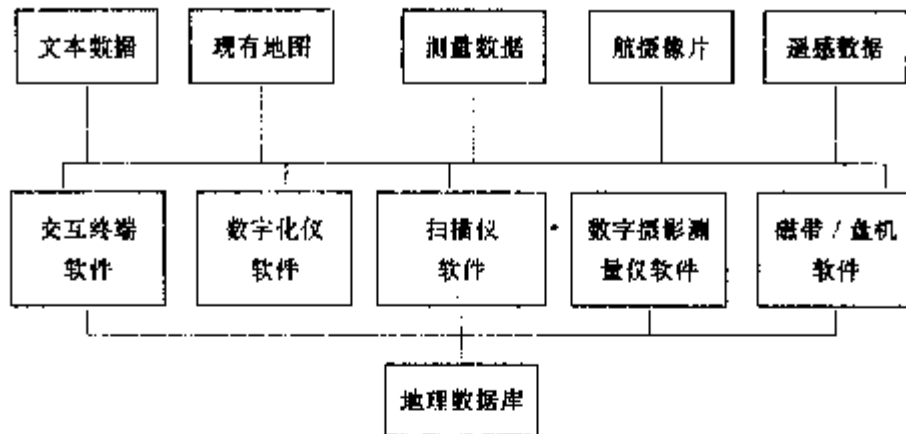 文本数据
现有地图
测量数据
航摄像片
遥感数据
交互终端
软件
数字化仪
软件
扫描仪
软件
数字摄影测
量仪软件
磁带/盘机
软件
地理数据库